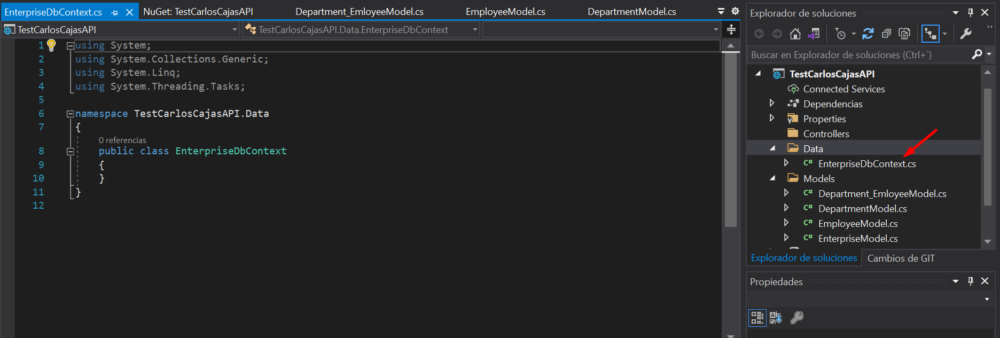 EnterpriseDbContext.cs
NuGet: TestCarlosCajasAPI
Department_EmloyeeModel.cs
EmployeeModel.cs
DepartmentModel.cs
TestCarlosCajasAPI
TestCarlosCajasAPI.Data.EnterpriseDbContext
1 using System;
2 using System.Collections.Generic;
3 using System.Linq;
4 using System.Threading.Tasks;
5
6 namespace TestCarlosCajasAPI.Data
7 {
0 referencias
8 public class EnterpriseDbContext
9 {
10 }
11 }
12
Explorador de soluciones
Buscar en Explorador de soluciones (Ctrl+`)
TestCarlosCajasAPI
Connected Services
Dependencias
Properties
Controllers
Data
C# EnterpriseDbContext.cs
Models
C# Department_EmloyeeModel.cs
C# DepartmentModel.cs
C# EmployeeModel.cs
C# EnterpriseModel.cs
Explorador de soluciones
Cambios de GIT
Propiedades